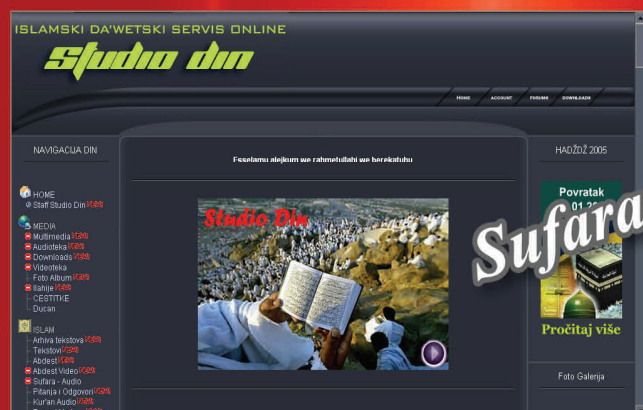 ISLAMSKI DA'WETSKI SERVIS ONLINE
Studio din
HOME ACCOUNT FORUMS DOWNLOADS
NAVIGACIJA DIN
HOME
Staff Studio Din
MEDIA
Multimedia
Audioteka
Downloads
Videoteka
Foto Album
Ilahije
CESTITKE
Ducan
ISLAM
Arhiva tekstova
Tekstovi
Abdest
Abdest Video
Sufara - Audio
Pitanja i Odgovori
Kur'an Audio
Esselamu alejkum we rahmetullahi we berekatuhu
Studio Din
HADŽDŽ 2005
Povratak
Sufara
Pročitaj više
Foto Galerija